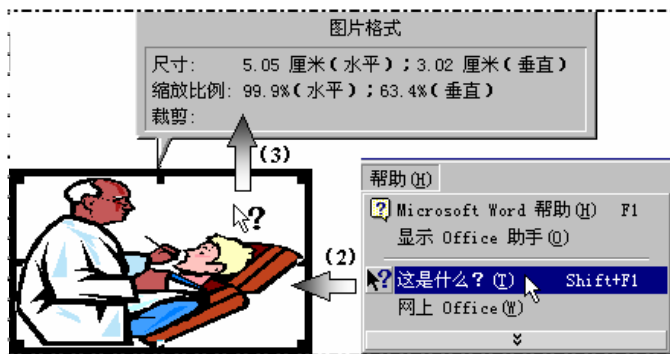 图片格式
尺寸: 5.05 厘米(水平);3.02 厘米(垂直)
缩放比例: 99.9%(水平);63.4%(垂直)
裁剪:
(3)
帮助(H)
Microsoft Word 帮助(H) F1
显示 Office 助手(O)
(2)
这是什么?(T) Shift+F1
网上 Office(W)